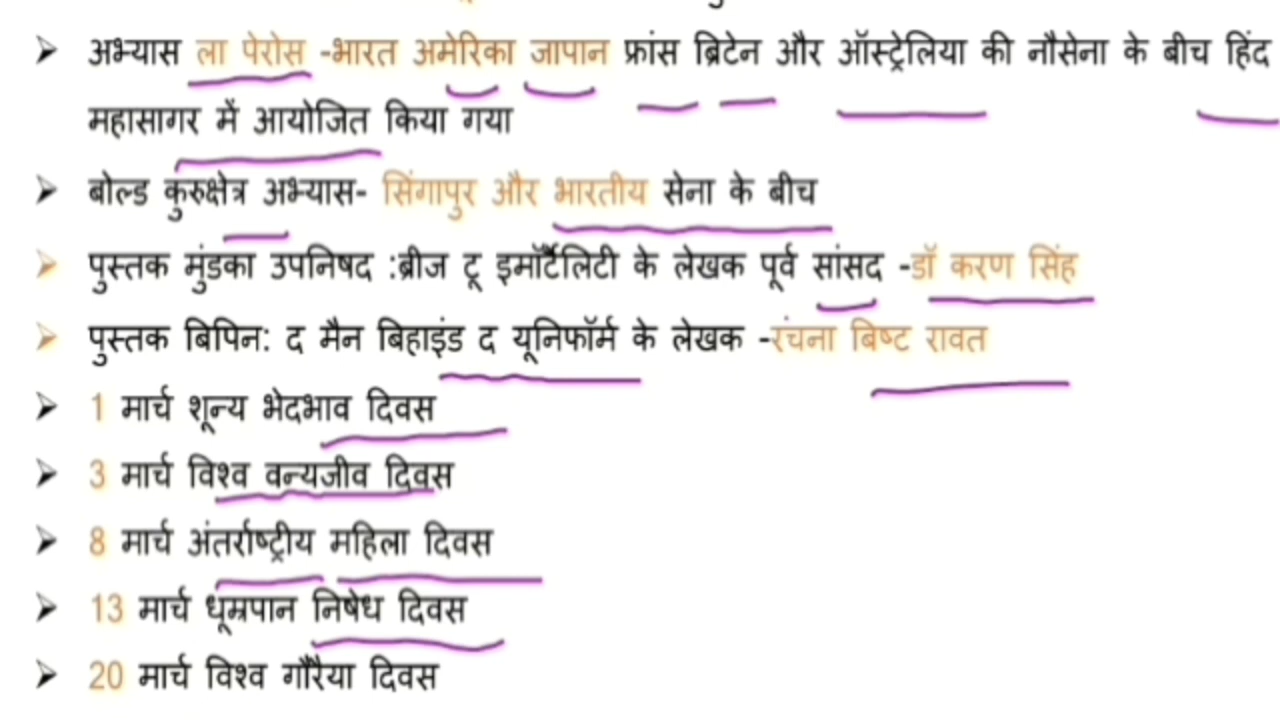 अभ्यास ला पेरोस -भारत अमेरिका जापान फ्रांस ब्रिटेन और ऑस्ट्रेलिया की नौसेना के बीच हिंद
महासागर में आयोजित किया गया
बोल्ड कुरुक्षेत्र अभ्यास- सिंगापुर और भारतीय सेना के बीच
पुस्तक मुंडका उपनिषद :ब्रीज टू इमॉर्टैलिटी के लेखक पूर्व सांसद -डॉ करण सिंह
पुस्तक बिपिन: द मैन बिहाइंड द यूनिफॉर्म के लेखक -रंचना बिष्ट रावत
1 मार्च शून्य भेदभाव दिवस
3 मार्च विश्व वन्यजीव दिवस
8 मार्च अंतर्राष्ट्रीय महिला दिवस
13 मार्च धूम्रपान निषेध दिवस
20 मार्च विश्व गौरैया दिवस